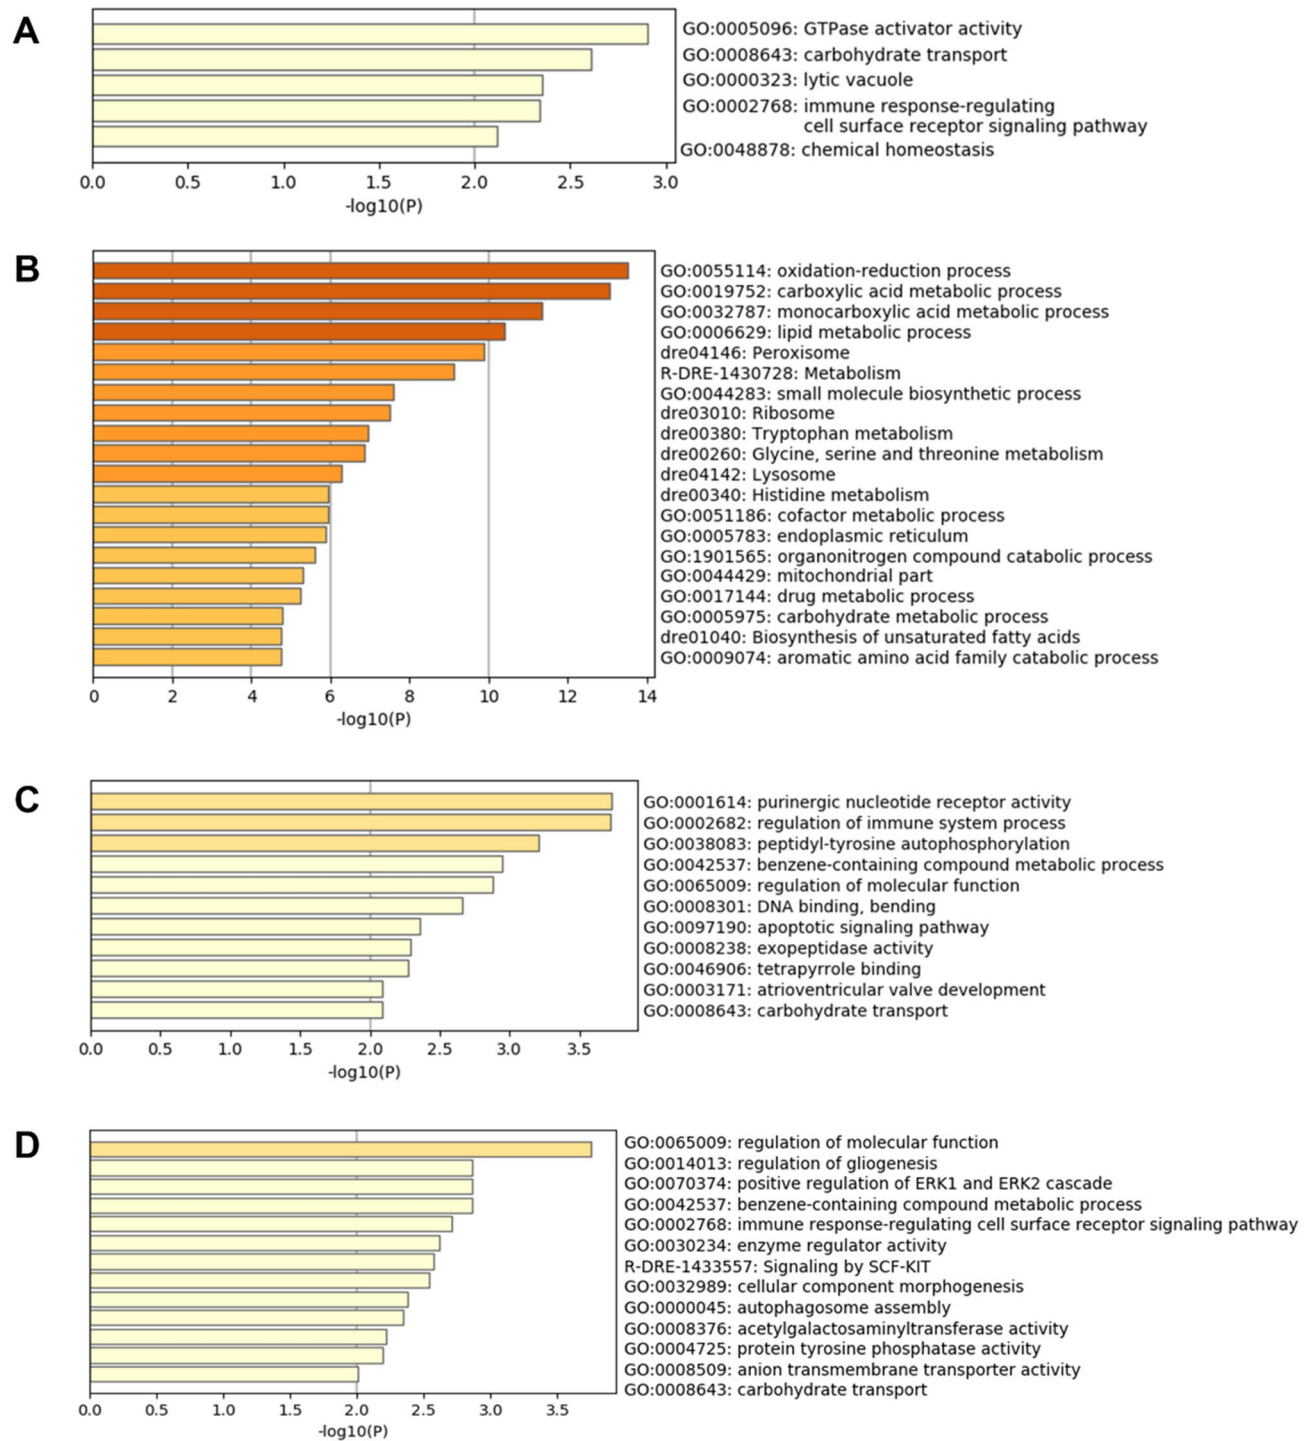 A
GO:0005096: GTPase activator activity
GO:0008643: carbohydrate transport
GO:0000323: lytic vacuole
GO:0002768: immune response-regulating
cell surface receptor signaling pathway
GO:0048878: chemical homeostasis
0.0 0.5 1.0 1.5 2.0 2.5 3.0
-log10(P)
B
GO:0055114: oxidation-reduction process
GO:0019752: carboxylic acid metabolic process
GO:0032787: monocarboxylic acid metabolic process
GO:0006629: lipid metabolic process
dre04146: Peroxisome
R-DRE-1430728: Metabolism
GO:0044283: small molecule biosynthetic process
dre03010: Ribosome
dre00380: Tryptophan metabolism
dre00260: Glycine, serine and threonine metabolism
dre04142: Lysosome
dre00340: Histidine metabolism
GO:0051186: cofactor metabolic process
GO:0005783: endoplasmic reticulum
GO:1901565: organonitrogen compound catabolic process
GO:0044429: mitochondrial part
GO:0017144: drug metabolic process
GO:0005975: carbohydrate metabolic process
dre01040: Biosynthesis of unsaturated fatty acids
GO:0009074: aromatic amino acid family catabolic process
0 2 4 6 8 10 12 14
-log10(P)
C
GO:0001614: purinergic nucleotide receptor activity
GO:0002682: regulation of immune system process
GO:0038083: peptidyl-tyrosine autophosphorylation
GO:0042537: benzene-containing compound metabolic process
GO:0065009: regulation of molecular function
GO:0008301: DNA binding, bending
GO:0097190: apoptotic signaling pathway
GO:0008238: exopeptidase activity
GO:0046906: tetrapyrrole binding
GO:0003171: atrioventricular valve development
GO:0008643: carbohydrate transport
0.0 0.5 1.0 1.5 2.0 2.5 3.0 3.5
-log10(P)
D
GO:0065009: regulation of molecular function
GO:0014013: regulation of gliogenesis
GO:0070374: positive regulation of ERK1 and ERK2 cascade
GO:0042537: benzene-containing compound metabolic process
GO:0002768: immune response-regulating cell surface receptor signaling pathway
GO:0030234: enzyme regulator activity
R-DRE-1433557: Signaling by SCF-KIT
GO:0032989: cellular component morphogenesis
GO:0000045: autophagosome assembly
GO:0008376: acetylgalactosaminyltransferase activity
GO:0004725: protein tyrosine phosphatase activity
GO:0008509: anion transmembrane transporter activity
GO:0008643: carbohydrate transport
0.0 0.5 1.0 1.5 2.0 2.5 3.0 3.5
-log10(P)